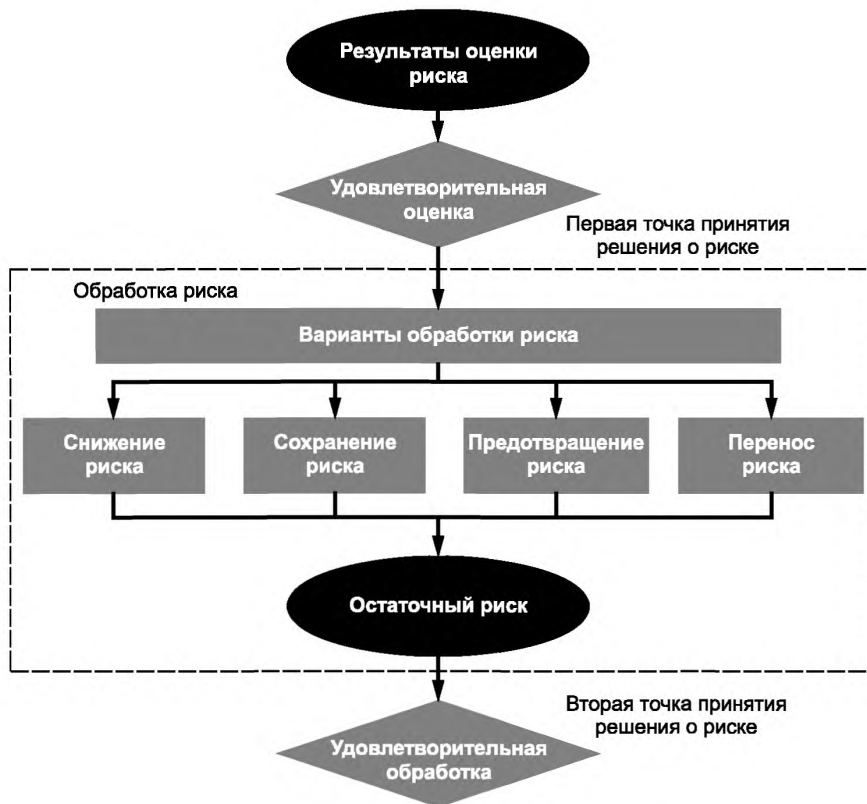 Результаты оценки
риска
Удовлетворительная
оценка
Первая точка принятия
решения о риске
Обработка риска
Варианты обработки риска
Снижение
риска
Сохранение
риска
Предотвращение
риска
Перенос
риска
Остаточный риск
Вторая точка принятия
решения о риске
Удовлетворительная
обработка